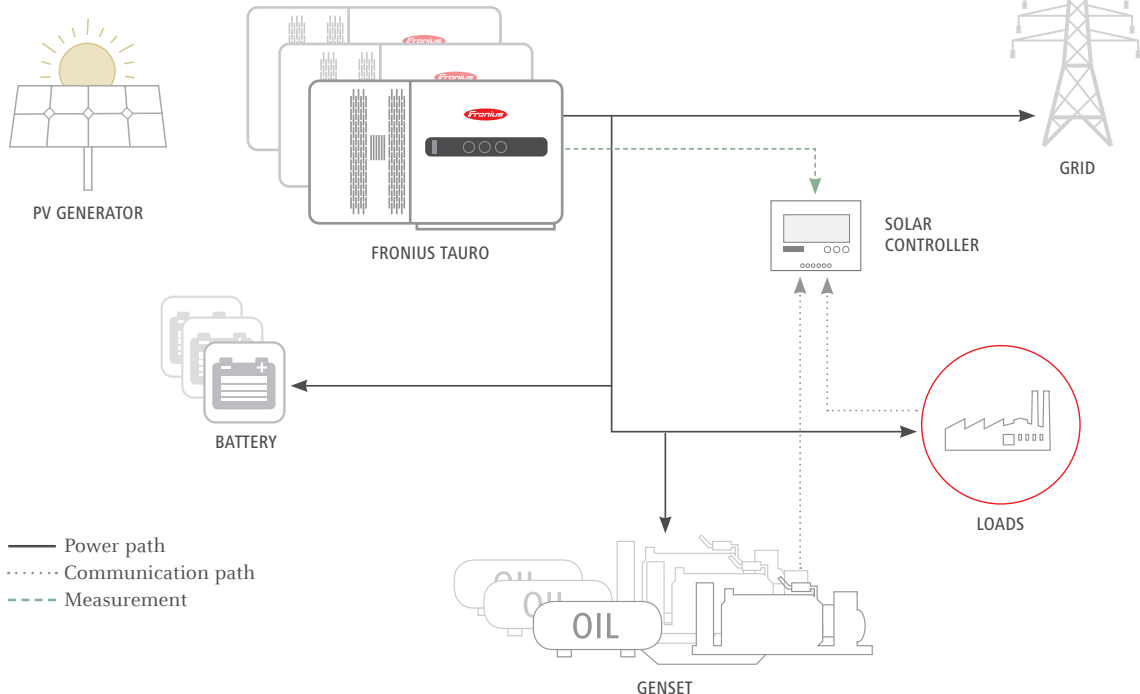 Fronius
Fronius
Fronius
GRID
PV GENERATOR
SOLAR
CONTROLLER
FRONIUS TAURO
BATTERY
LOADS
Power path
Communication path
Measurement
OIL
OIL
OIL
GENSET